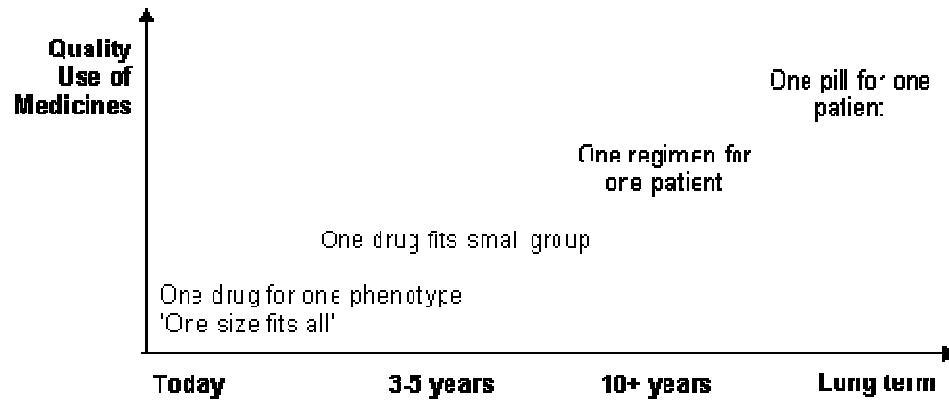 Quality
Use of
Medicines
One pill for one
patient
One regimen for
one patient
One drug fits small group
One drug for one phenotype
'One size fits all'
Today
3-5 years
10+ years
Long term